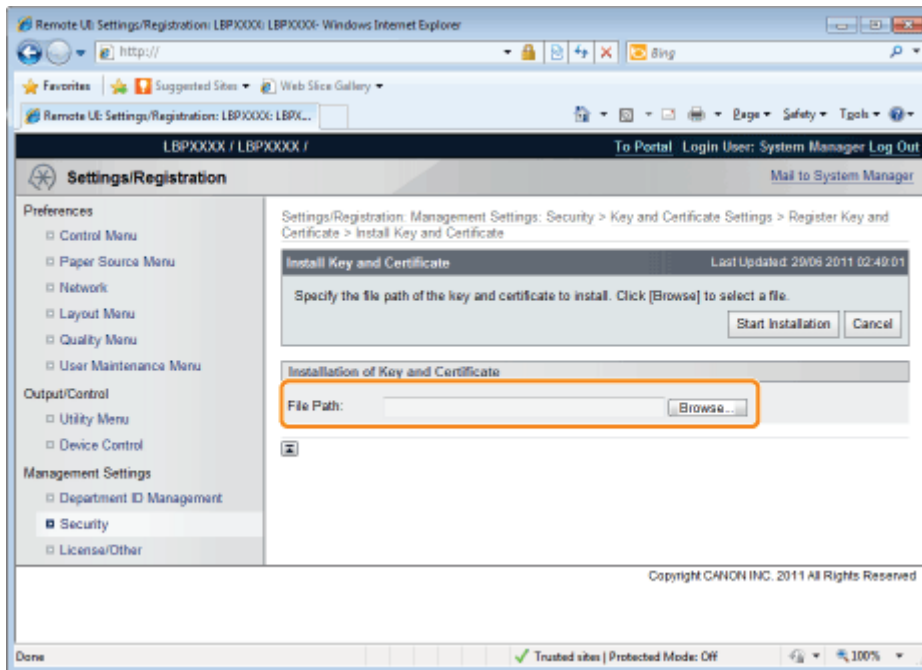 Remote UI: Settings/Registration: LBPXXXX: LBPXXXX- Windows Internet Explorer
http://
Bing
Favorites Suggested Sites Web Slice Gallery
Remote UI: Settings/Registration: LBPXXXX: LBPX... Page Safety Tools
LBPXXXX / LBPXXXX / To Portal Login User: System Manager Log Out
Settings/Registration Mail to System Manager
Preferences
Control Menu
Paper Source Menu
Network
Layout Menu
Quality Menu
User Maintenance Menu
Output/Control
Utility Menu
Device Control
Management Settings
Department ID Management
Security
License/Other
Settings/Registration: Management Settings: Security > Key and Certificate Settings > Register Key and
Certificate > Install Key and Certificate
Install Key and Certificate Last Updated: 29/06 2011 02:49:01
Specify the file path of the key and certificate to install. Click [Browse] to select a file.
Start Installation Cancel
Installation of Key and Certificate
File Path: Browse...
Copyright CANON INC. 2011 All Rights Reserved
Done Trusted sites | Protected Mode: Off 100%